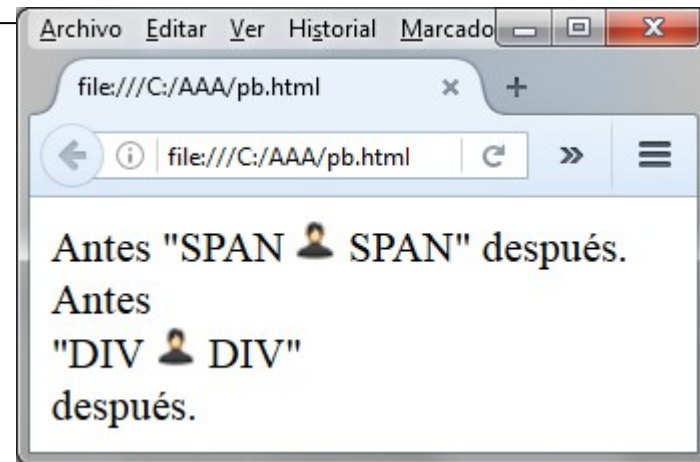 Archivo Editar Ver Historial Marcado
file:///C:/AAA/pb.html
file:///C:/AAA/pb.html
Antes "SPAN SPAN" después.
Antes
"DIV DIV"
después.